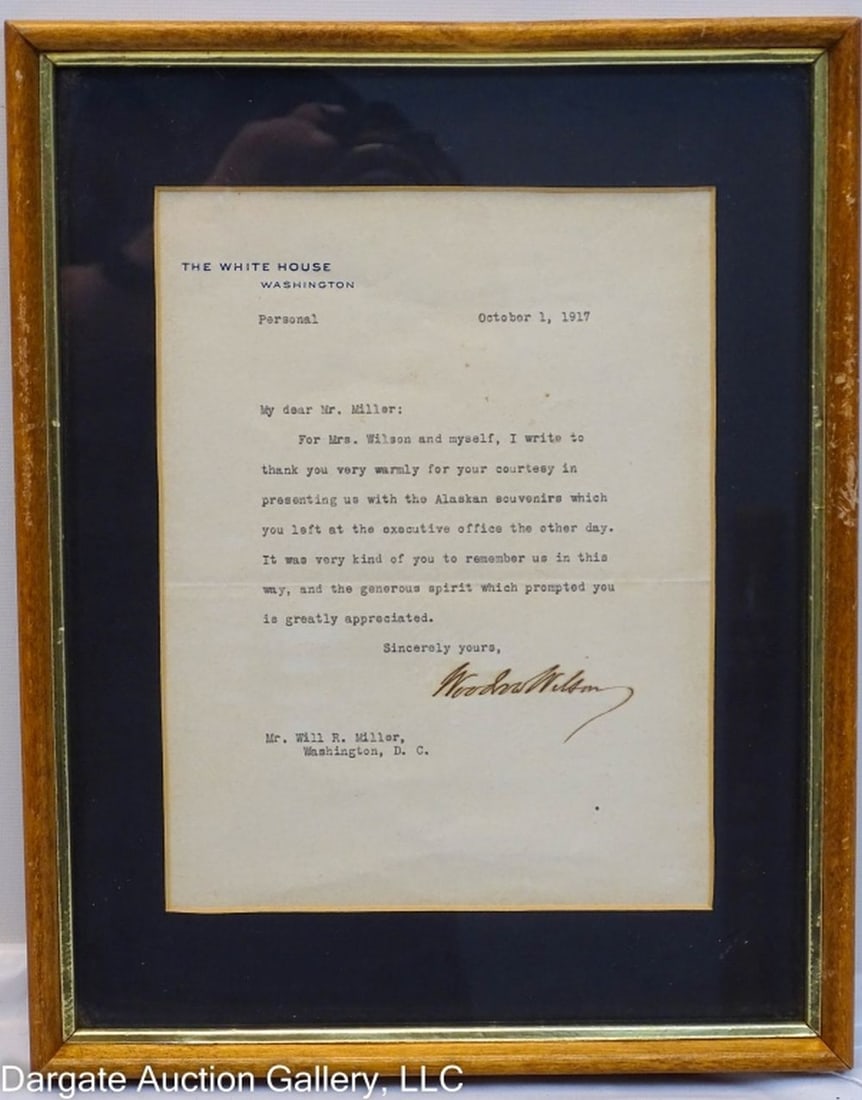 THE WHITE HOUSE
WASHINGTON
Personal October 1, 1917
My dear Mr. Miller:
For Mrs. Wilson and myself, I write to
thank you very warmly for your courtesy in
presenting us with the Alaskan souvenirs which
you left at the executive office the other day.
It was very kind of you to remember us in this
way, and the generous spirit which prompted you
is greatly appreciated.
Sincerely yours,
Woodrow Wilson
Mr. Will R. Miller,
Washington, D. C.
Dargate Auction Gallery, LLC